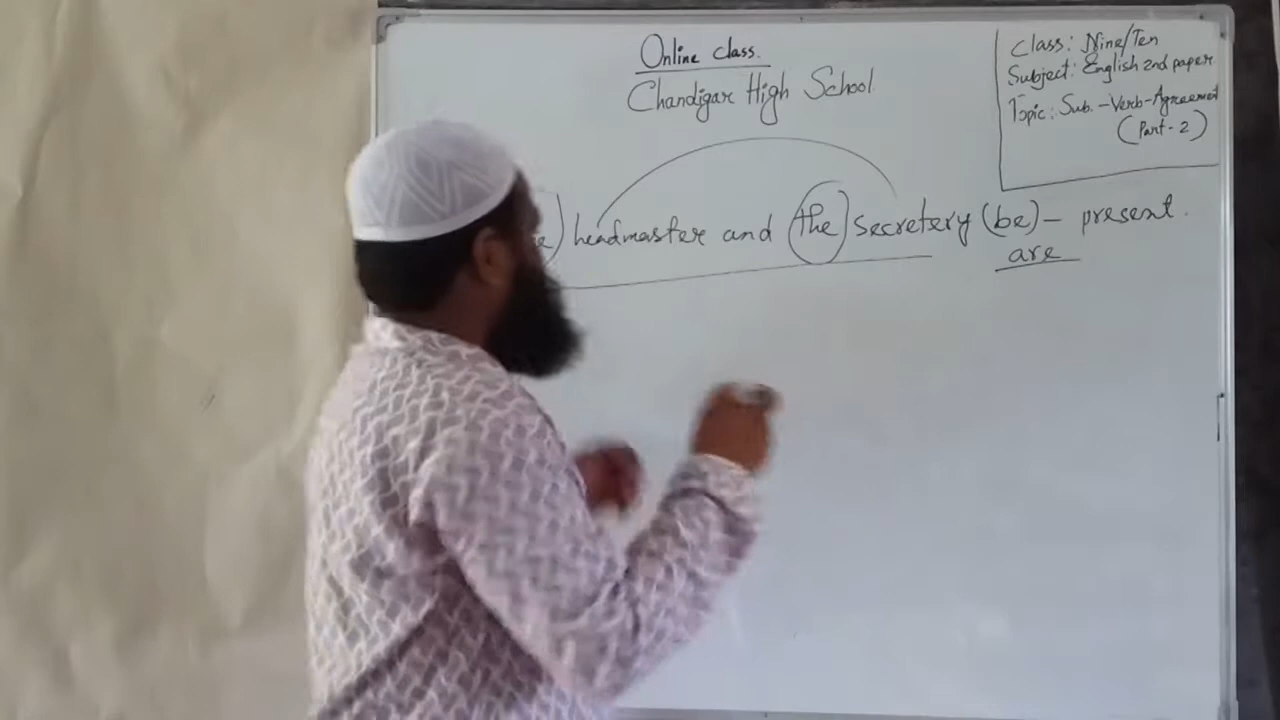 Online class.
Chandigar High School
Class: Nine/Ten
Subject: English 2nd paper
Topic: Sub.-Verb-Agreement
(Part-2)
headmaster and the secretery (be) - present.
are